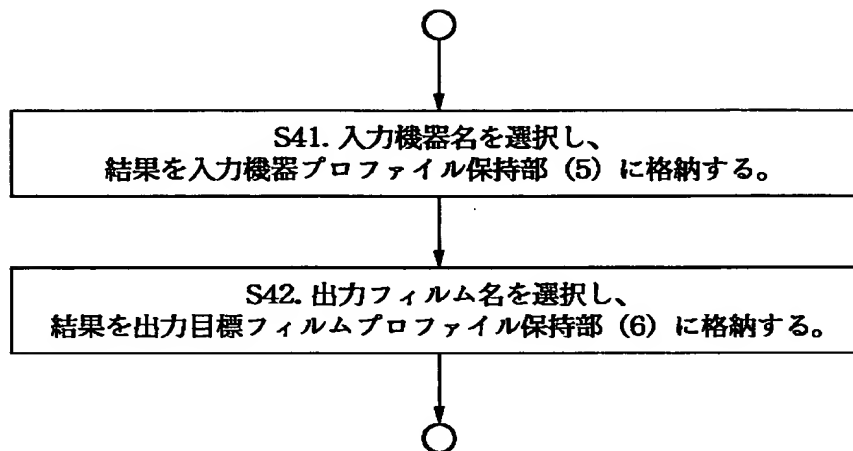 S41. 入力機器名を選択し、
結果を入力機器プロファイル保持部（5）に格納する。
S42. 出力フィルム名を選択し、
結果を出力目標フィルムプロファイル保持部（6）に格納する。